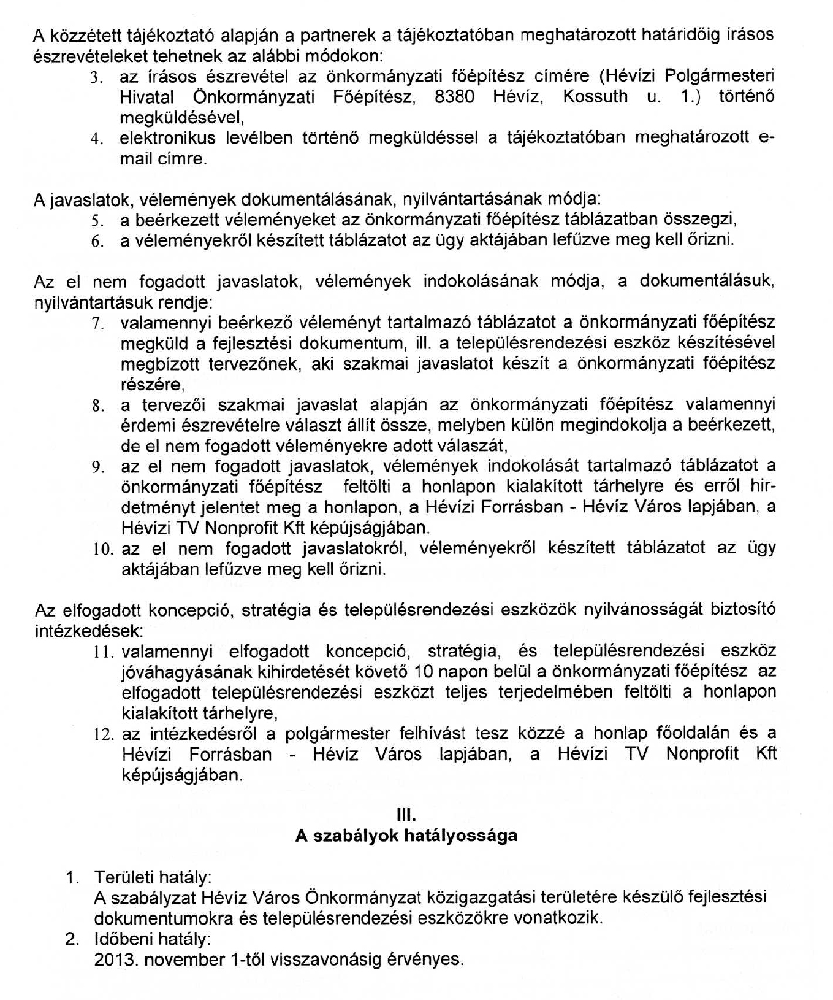 A közzétett tájékoztató alapján a partnerek a tájékoztatóban meghatározott határidőig írásos
észrevételeket tehetnek az alábbi módokon:
3. az írásos észrevétel az önkormányzati főépítész címére (Hévízi Polgármesteri
Hivatal Önkormányzati Főépítész, 8380 Hévíz, Kossuth u. 1.) történő
megküldésével,
4. elektronikus levélben történő megküldéssel a tájékoztatóban meghatározott e-
mail címre.
A javaslatok, vélemények dokumentálásának, nyilvántartásának módja:
5. a beérkezett véleményeket az önkormányzati főépítész táblázatban összegzi,
6. a véleményekről készített táblázatot az ügy aktájában lefűzve meg kell őrizni.
Az el nem fogadott javaslatok, vélemények indokolásának módja, a dokumentálásuk,
nyilvántartásuk rendje:
7. valamennyi beérkező véleményt tartalmazó táblázatot a önkormányzati főépítész
megküld a fejlesztési dokumentum, ill. a településrendezési eszköz készítésével
megbízott tervezőnek, aki szakmai javaslatot készít a önkormányzati főépítész
részére,
8. a tervezői szakmai javaslat alapján az önkormányzati főépítész valamennyi
érdemi észrevételre választ állít össze, melyben külön megindokolja a beérkezett,
de el nem fogadott véleményekre adott válaszát,
9. az el nem fogadott javaslatok, vélemények indokolását tartalmazó táblázatot a
önkormányzati főépítész feltölti a honlapon kialakított tárhelyre és erről hir-
detményt jelentet meg a honlapon, a Hévízi Forrásban - Hévíz Város lapjában, a
Hévízi TV Nonprofit Kft képújságjában.
10. az el nem fogadott javaslatokról, véleményekről készített táblázatot az ügy
aktájában lefűzve meg kell őrizni.
Az elfogadott koncepció, stratégia és településrendezési eszközök nyilvánosságát biztosító
intézkedések:
11. valamennyi elfogadott koncepció, stratégia, és településrendezési eszköz
jóváhagyásának kihirdetését követő 10 napon belül a önkormányzati főépítész az
elfogadott településrendezési eszközt teljes terjedelmében feltölti a honlapon
kialakított tárhelyre,
12. az intézkedésről a polgármester felhívást tesz közzé a honlap főoldalán és a
Hévízi Forrásban - Hévíz Város lapjában, a Hévízi TV Nonprofit Kft
képújságjában.
III.
A szabályok hatályossága
1. Területi hatály:
A szabályzat Hévíz Város Önkormányzat közigazgatási területére készülő fejlesztési
dokumentumokra és településrendezési eszközökre vonatkozik.
2. Időbeni hatály:
2013. november 1-től visszavonásig érvényes.